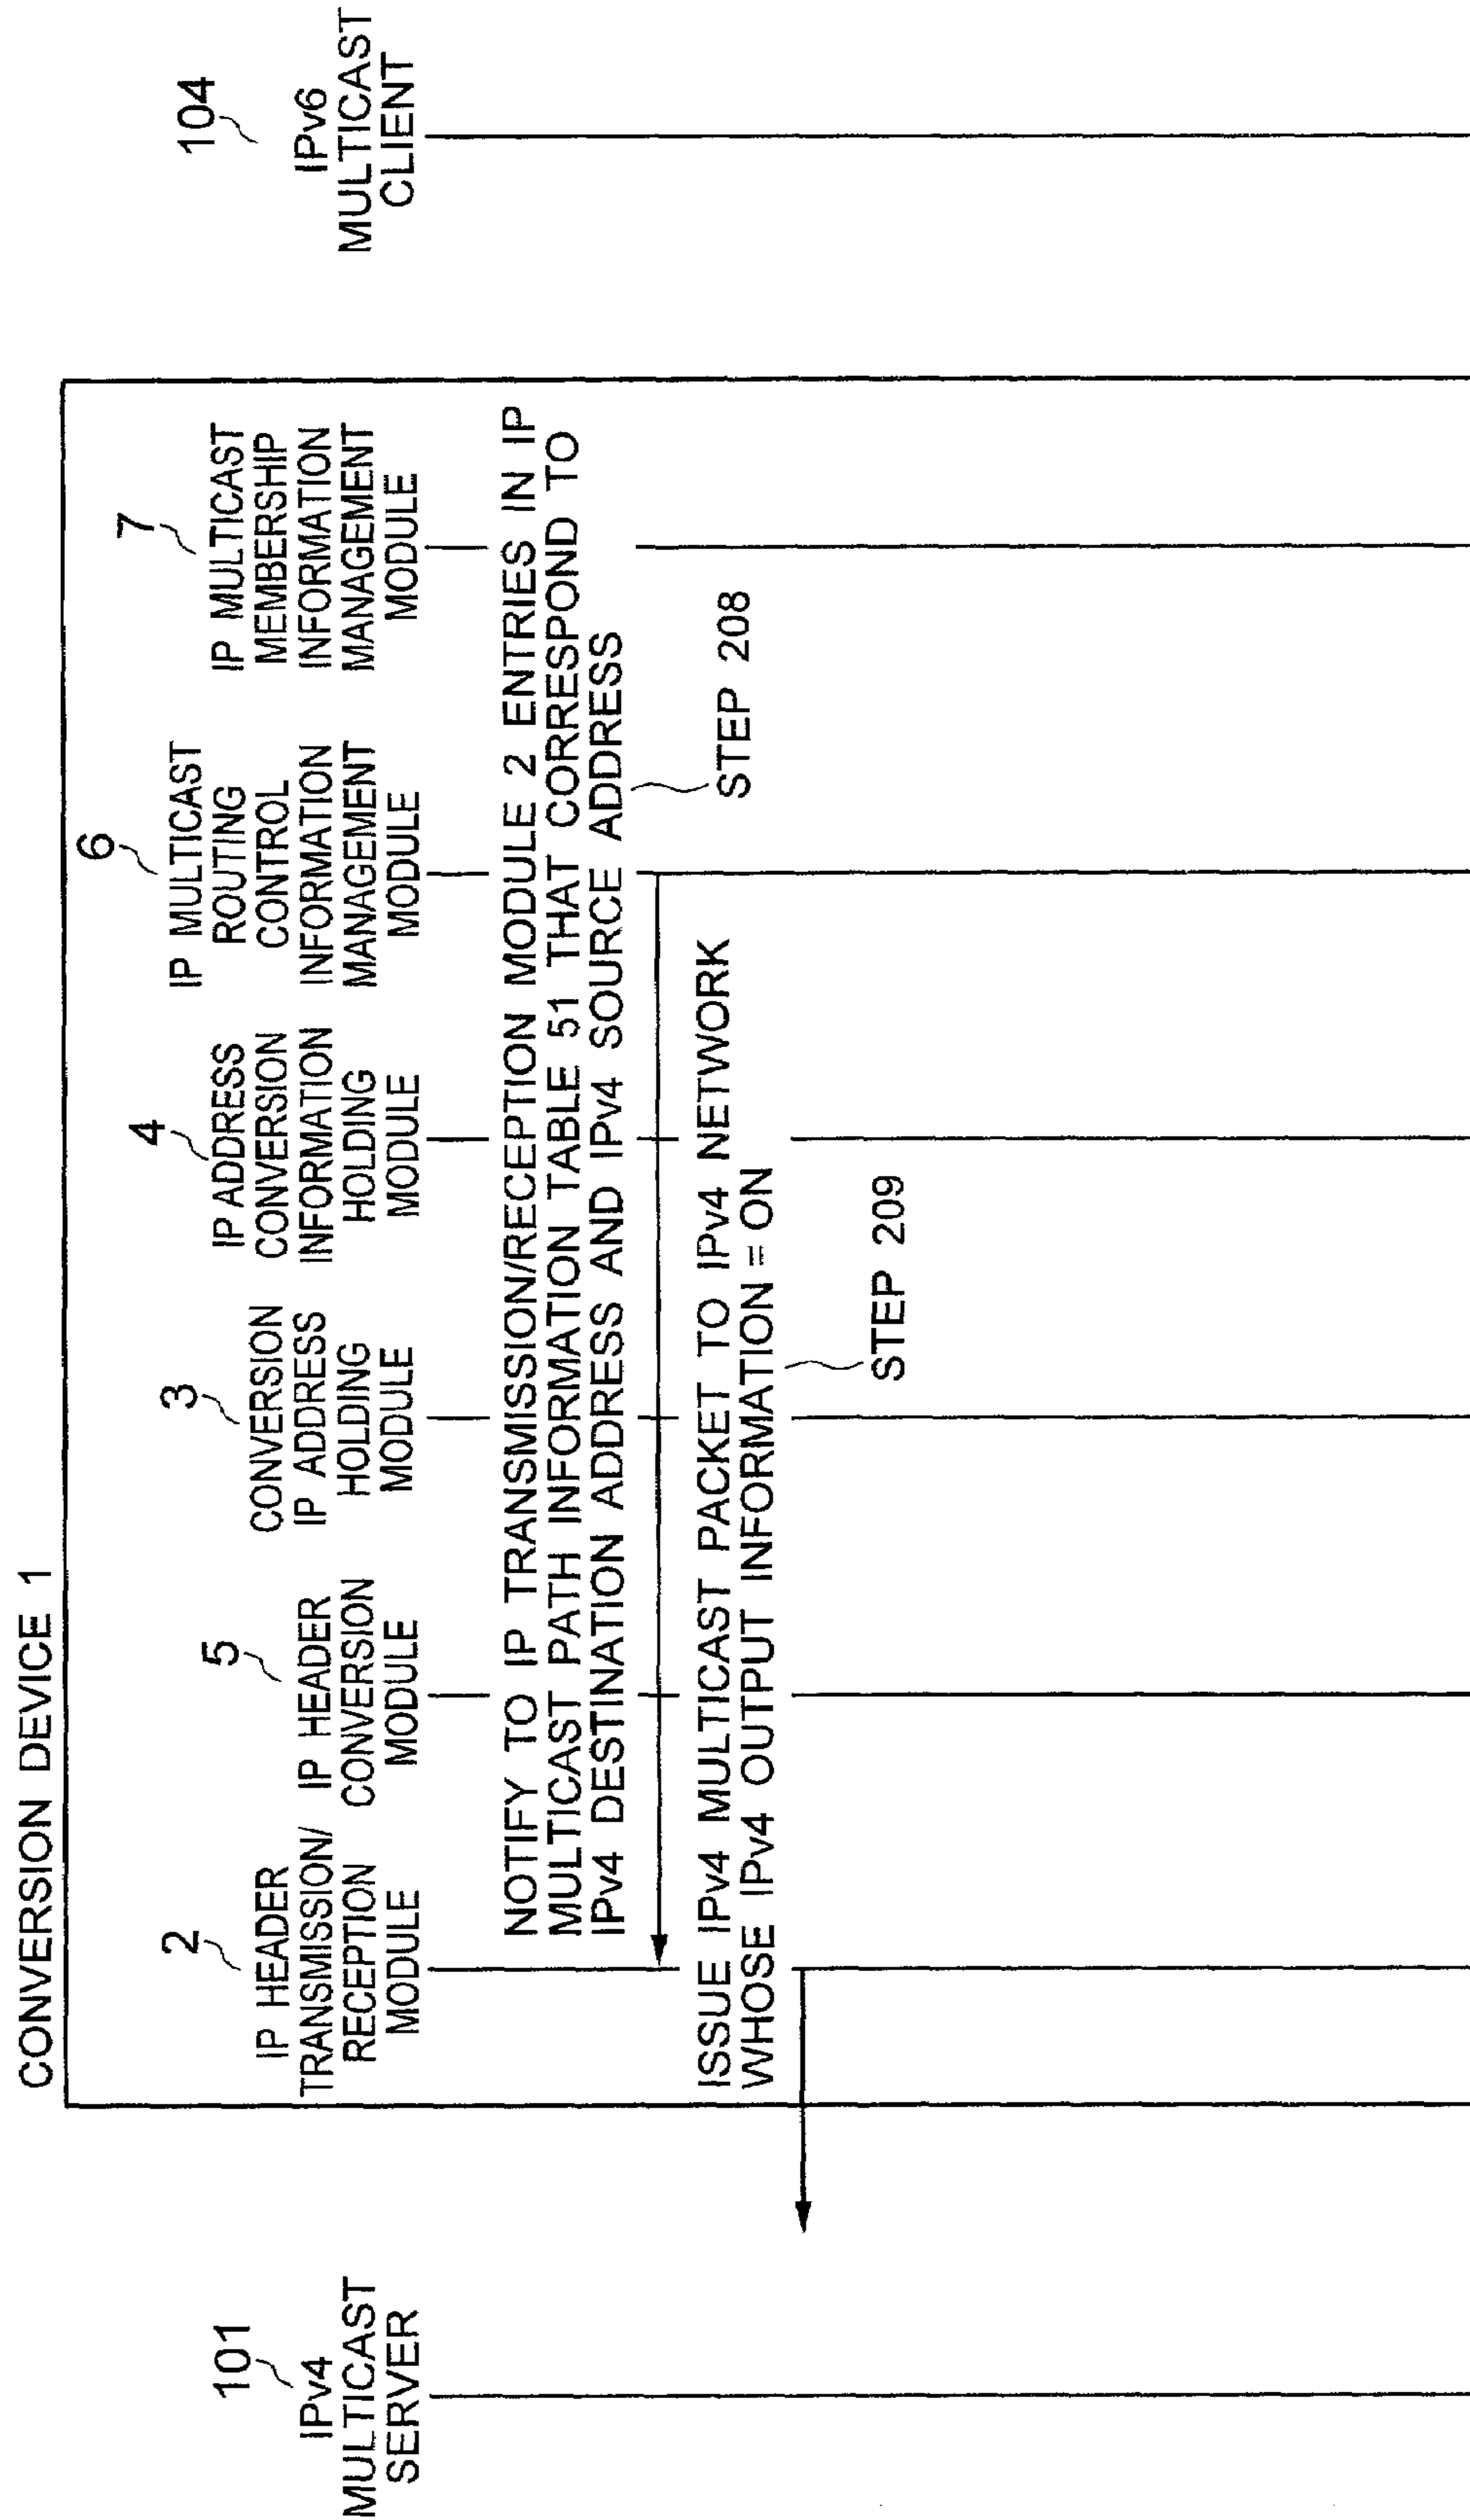 CONVERSION DEVICE 1
101
IPv4
MULTICAST
SERVER
2
IP HEADER
TRANSMISSION/
RECEPTION
MODULE
5
IP HEADER
CONVERSION
MODULE
3
CONVERSION
IP ADDRESS
HOLDING
MODULE
4
IP ADDRESS
CONVERSION
INFORMATION
HOLDING
MODULE
6
IP MULTICAST
ROUTING
CONTROL
INFORMATION
MANAGEMENT
MODULE
7
IP MULTICAST
MEMBERSHIP
INFORMATION
MANAGEMENT
MODULE
104
IPv6
MULTICAST
CLIENT
NOTIFY TO IP TRANSMISSION/RECEPTION MODULE 2 ENTRIES IN IP
MULTICAST PATH INFORMATION TABLE 51 THAT CORRESPOND TO
IPv4 DESTINATION ADDRESS AND IPv4 SOURCE ADDRESS
STEP 208
ISSUE IPv4 MULTICAST PACKET TO IPv4 NETWORK
WHOSE IPv4 OUTPUT INFORMATION = ON
STEP 209